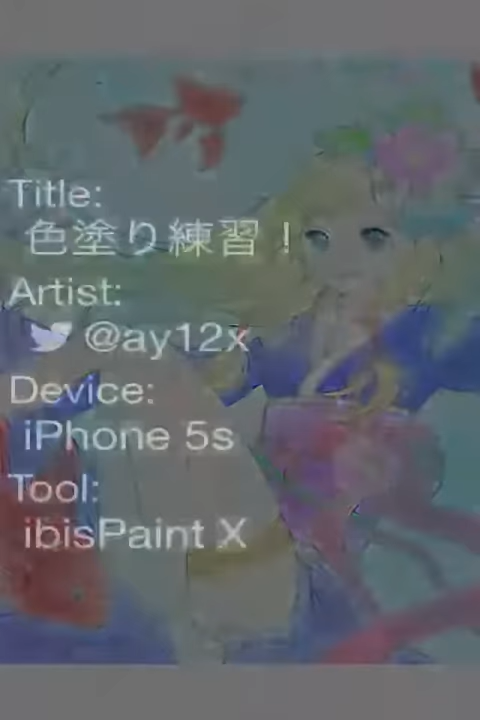 Title:
色塗り練習！
Artist:
@ay12x
Device:
iPhone 5s
Tool:
ibisPaint X